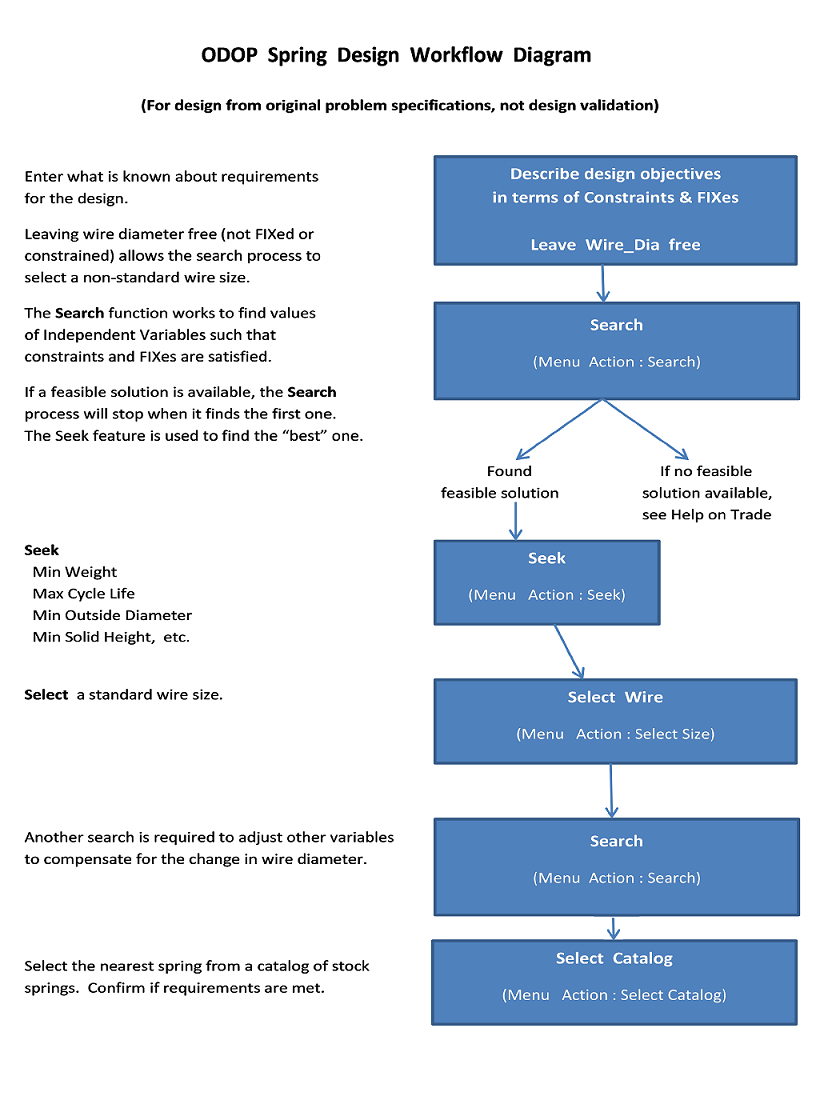 ODOP Spring Design Workflow Diagram
(For design from original problem specifications, not design validation)
Enter what is known about requirements
for the design.
Leaving wire diameter free (not FIXed or
constrained) allows the search process to
select a non-standard wire size.
The Search function works to find values
of Independent Variables such that
constraints and FIXes are satisfied.
If a feasible solution is available, the Search
process will stop when it finds the first one.
The Seek feature is used to find the “best” one.
Describe design objectives
in terms of Constraints & FIXes
Leave Wire_Dia free
Search
(Menu Action : Search)
Found
feasible solution
If no feasible
solution available,
see Help on Trade
Seek
Min Weight
Max Cycle Life
Min Outside Diameter
Min Solid Height, etc.
Seek
(Menu Action : Seek)
Select a standard wire size.
Select Wire
(Menu Action : Select Size)
Another search is required to adjust other variables
to compensate for the change in wire diameter.
Search
(Menu Action : Search)
Select the nearest spring from a catalog of stock
springs. Confirm if requirements are met.
Select Catalog
(Menu Action : Select Catalog)